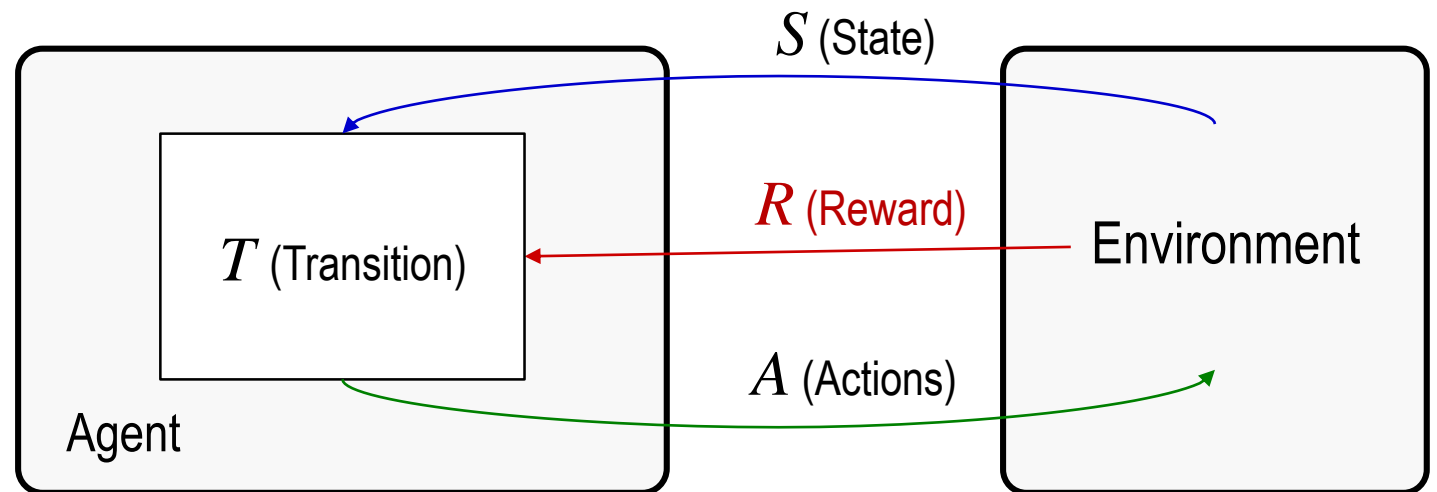 S (State)
R (Reward)
T (Transition)
Environment
A (Actions)
Agent